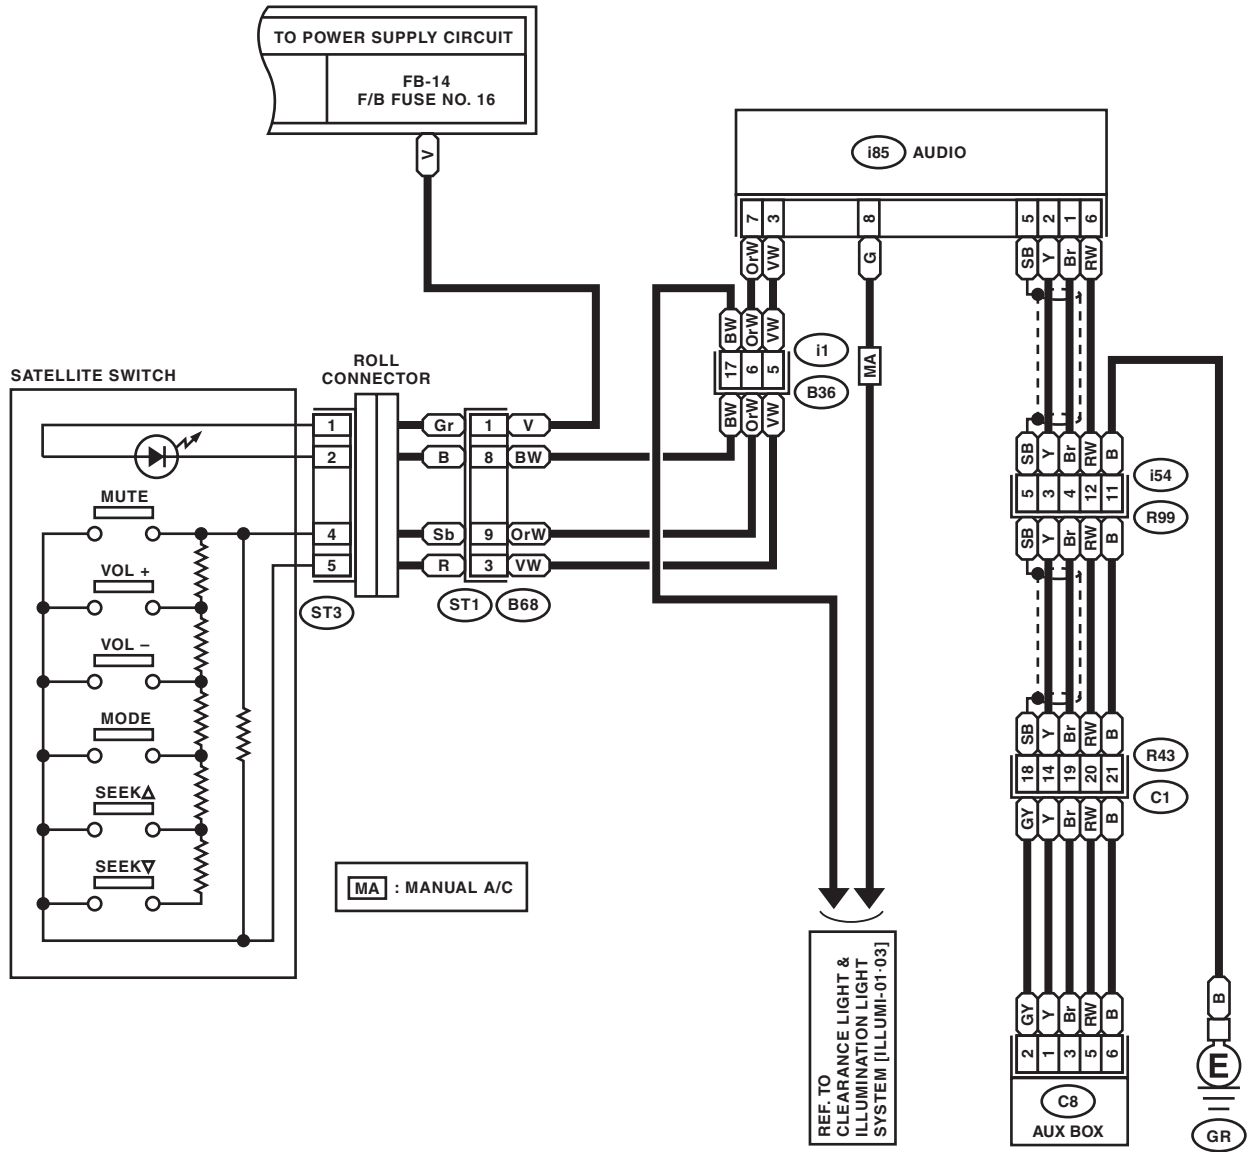 TO POWER SUPPLY CIRCUIT
FB-14
F/B FUSE NO. 16
V
i85 AUDIO
7 3 8 5 2 1 6
OrW VW G SB Y Br RW
BW OrW VW
17 6 5
i1
B36
BW OrW VW
MA
SATELLITE SWITCH
ROLL
CONNECTOR
1 Gr 1 V
2 B 8 BW
4 Sb 9 OrW
5 R 3 VW
ST3 ST1 B68
MUTE
VOL +
VOL –
MODE
SEEK△
SEEK▽
MA : MANUAL A/C
SB Y Br RW B
5 3 4 12 11
i54
R99
SB Y Br RW B
SB Y Br RW B
18 14 19 20 21
R43
C1
GY Y Br RW B
GY Y Br RW B
2 1 3 5 6
C8
AUX BOX
REF. TO
CLEARANCE LIGHT &
ILLUMINATION LIGHT
SYSTEM [ILLUMI-01·03]
B
E
GR